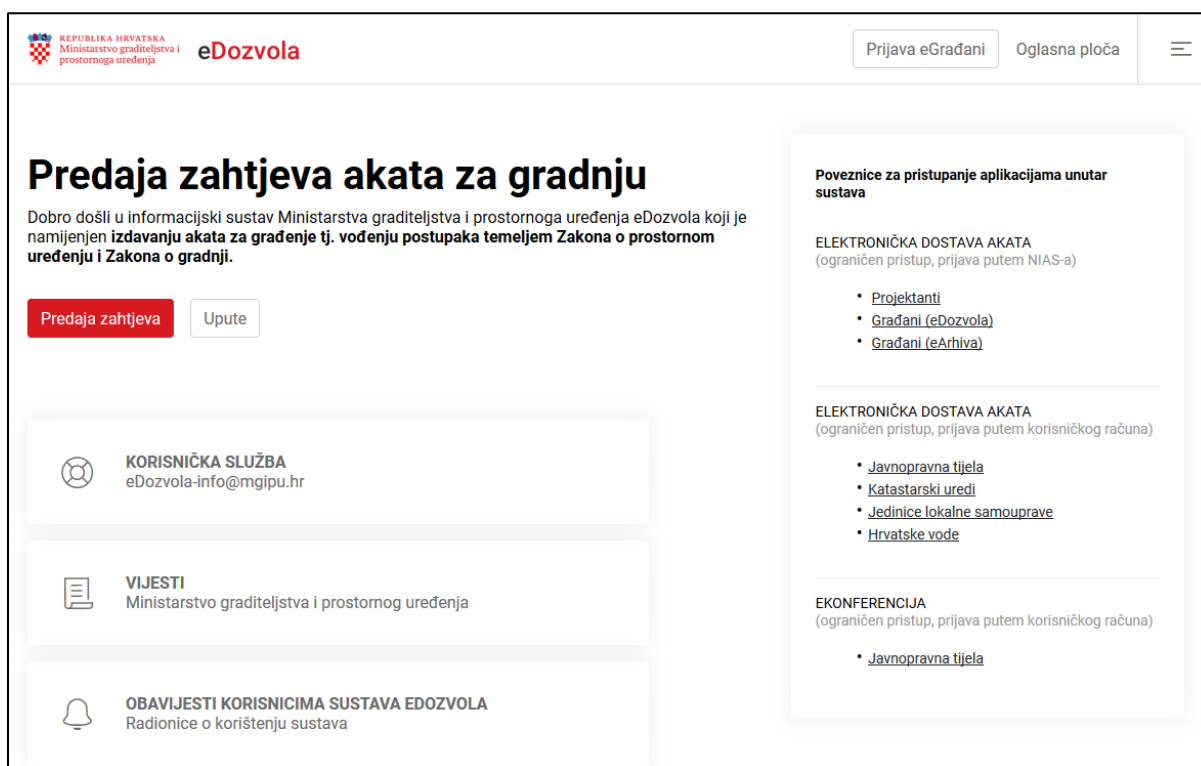 REPUBLIKA HRVATSKA
Ministarstvo graditeljstva i
prostornoga uređenja
eDozvola
Prijava eGrađani
Oglasna ploča
Predaja zahtjeva akata za gradnju
Dobro došli u informacijski sustav Ministarstva graditeljstva i prostornoga uređenja eDozvola koji je
namijenjen izdavanju akata za građenje tj. vođenju postupaka temeljem Zakona o prostornom
uređenju i Zakona o gradnji.
Predaja zahtjeva
Upute
KORISNIČKA SLUŽBA
eDozvola-info@mgipu.hr
VIJESTI
Ministarstvo graditeljstva i prostornog uređenja
OBAVIJESTI KORISNICIMA SUSTAVA EDOZVOLA
Radionice o korištenju sustava
Poveznice za pristupanje aplikacijama unutar
sustava
ELEKTRONIČKA DOSTAVA AKATA
(ograničen pristup, prijava putem NIAS-a)
• Projektanti
• Građani (eDozvola)
• Građani (eArhiva)
ELEKTRONIČKA DOSTAVA AKATA
(ograničen pristup, prijava putem korisničkog računa)
• Javnopravna tijela
• Katastarski uredi
• Jedinice lokalne samouprave
• Hrvatske vode
EKONFERENCIJA
(ograničen pristup, prijava putem korisničkog računa)
• Javnopravna tijela